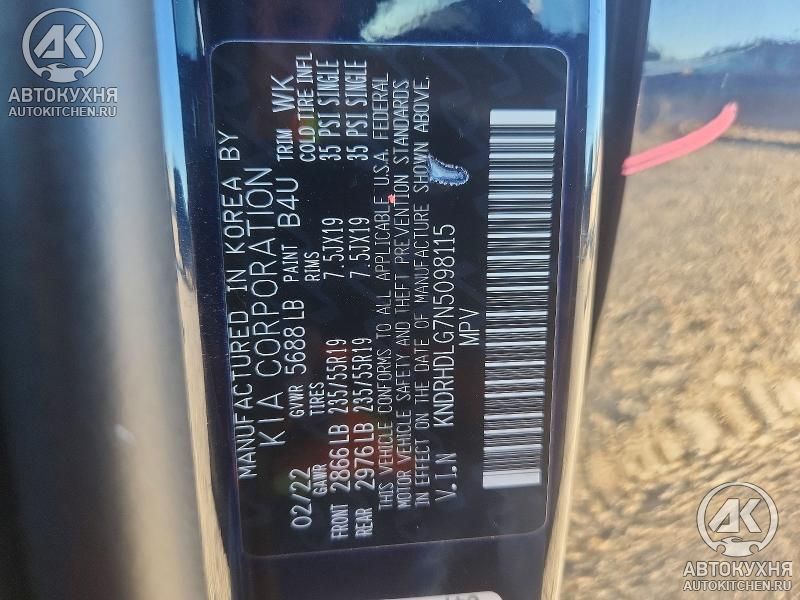 MANUFACTURED IN KOREA BY
KIA CORPORATION
02/22 GVWR 5688 LB PAINT B4U TRIM WK
GAWR TIRES RIMS COLD TIRE INFL
FRONT 2866 LB 235/55R19 7.5JX19 35 PSI SINGLE
REAR 2976 LB 235/55R19 7.5JX19 35 PSI SINGLE
THIS VEHICLE CONFORMS TO ALL APPLICABLE U.S.A. FEDERAL
MOTOR VEHICLE SAFETY AND THEFT PREVENTION STANDARDS
IN EFFECT ON THE DATE OF MANUFACTURE SHOWN ABOVE.
V.I.N KNDRHDLG7N5098115
MPV
AK
АВТОКУХНЯ
AUTOKITCHEN.RU
AK
АВТОКУХНЯ
AUTOKITCHEN.RU